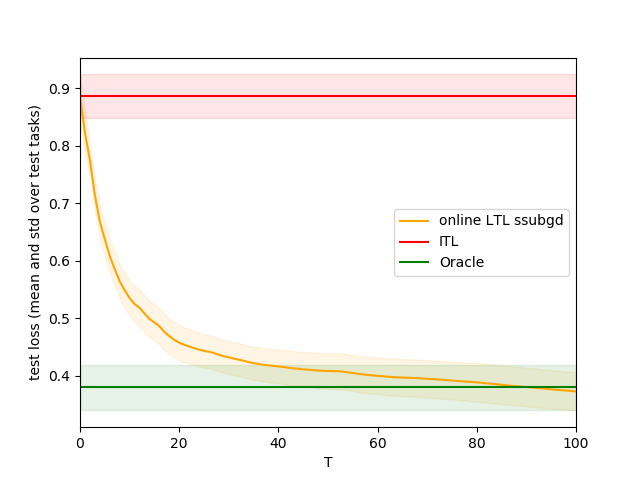 0.9
0.8
0.7
0.6
0.5
0.4
test loss (mean and std over test tasks)
online LTL ssubgd
ITL
Oracle
0 20 40 60 80 100
T